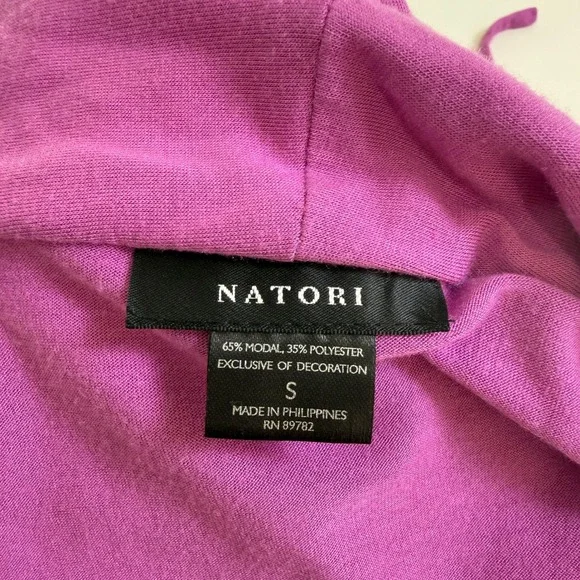 NATORI
65% MODAL, 35% POLYESTER
EXCLUSIVE OF DECORATION
S
MADE IN PHILIPPINES
RN 89782